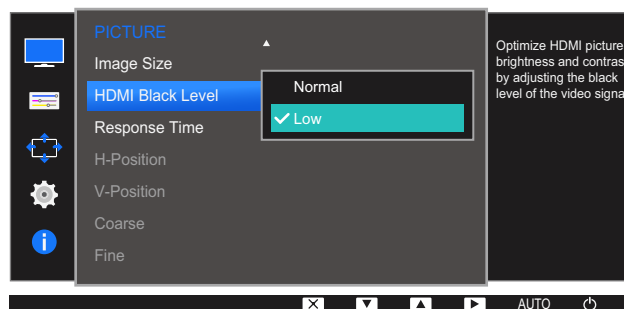 PICTURE
Image Size
HDMI Black Level
Response Time
H-Position
V-Position
Coarse
Fine
Normal
Low
Optimize HDMI picture
brightness and contras
by adjusting the black
level of the video signa
AUTO